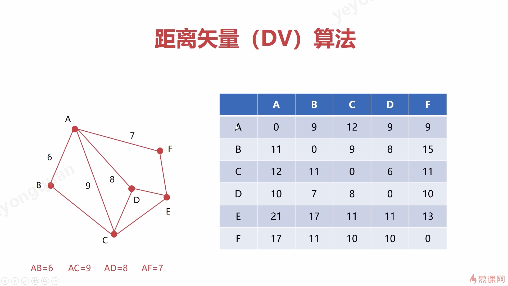 距离矢量（DV）算法
A
7
F
6
8
9
B
D
E
C
AB=6 AC=9 AD=8 AF=7
A B C D F
A 0 9 12 9 9
B 11 0 9 8 15
C 12 11 0 6 11
D 10 7 8 0 10
E 21 17 11 11 13
F 17 11 10 10 0
慕课网